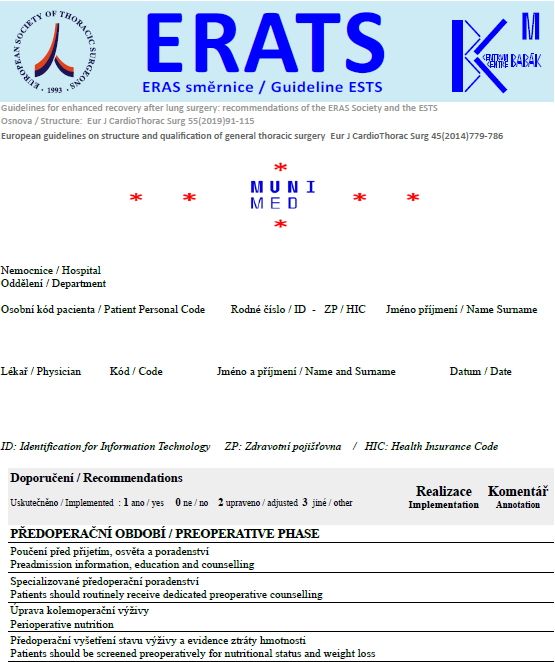 EUROPEAN SOCIETY OF THORACIC SURGEONS
• 1993 •
ERATS
ERAS směrnice / Guideline ESTS
K M
CENTRUM
CENTRE BABÁK
Guidelines for enhanced recovery after lung surgery: recommendations of the ERAS Society and the ESTS
Osnova / Structure: Eur J CardioThorac Surg 55(2019)91-115
European guidelines on structure and qualification of general thoracic surgery Eur J CardioThorac Surg 45(2014)779-786
*
* * MUNI * *
MED
*
Nemocnice / Hospital
Oddělení / Department
Osobní kód pacienta / Patient Personal Code Rodné číslo / ID - ZP / HIC Jméno příjmení / Name Surname
Lékař / Physician Kód / Code Jméno a příjmení / Name and Surname Datum / Date
ID: Identification for Information Technology ZP: Zdravotní pojišťovna / HIC: Health Insurance Code
Doporučení / Recommendations
Realizace Komentář
Uskutečněno / Implemented : 1 ano / yes 0 ne / no 2 upraveno / adjusted 3 jiné / other Implementation Annotation
PŘEDOPERAČNÍ OBDOBÍ / PREOPERATIVE PHASE
Poučení před přijetím, osvěta a poradenství
Preadmission information, education and counselling
Specializované předoperační poradenství
Patients should routinely receive dedicated preoperative counselling
Úprava kolemoperační výživy
Perioperative nutrition
Předoperační vyšetření stavu výživy a evidence ztráty hmotnosti
Patients should be screened preoperatively for nutritional status and weight loss